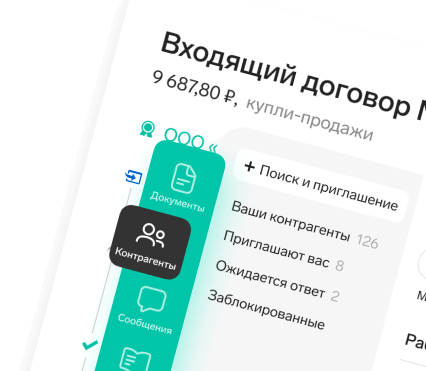 Входящий договор
9 687,80 ₽, купли-продажи
ООО «
Документы
Контрагенты
Сообщения
+ Поиск и приглашение
Ваши контрагенты 126
Приглашают вас 8
Ожидается ответ 2
Заблокированные